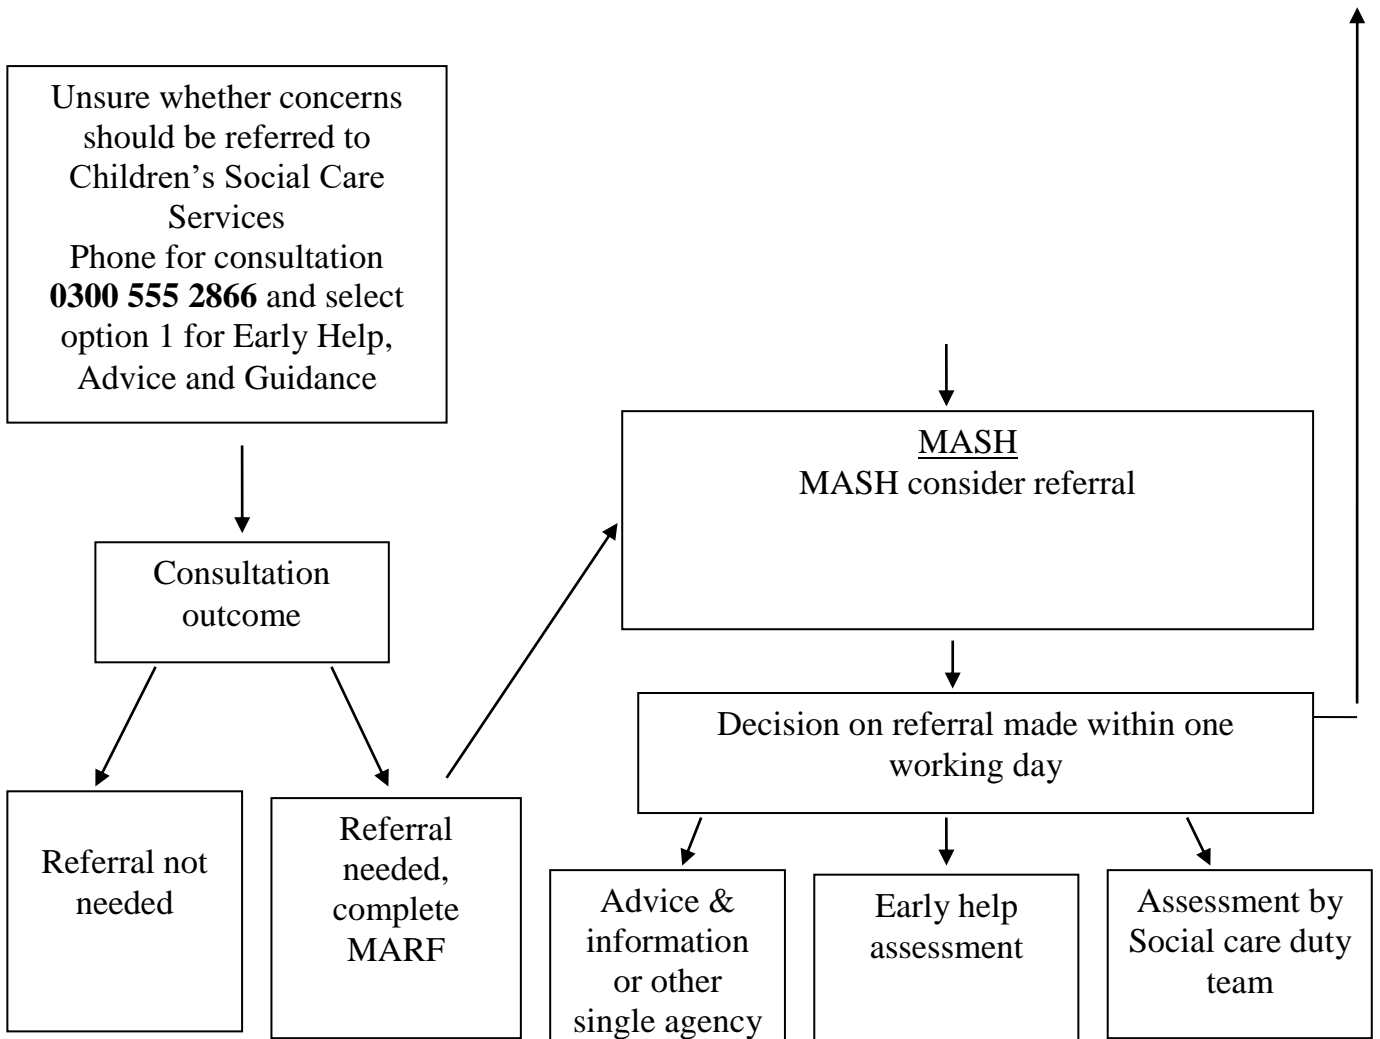 Unsure whether concerns
should be referred to
Children’s Social Care
Services
Phone for consultation
0300 555 2866 and select
option 1 for Early Help,
Advice and Guidance
MASH
MASH consider referral
Consultation
outcome
Decision on referral made within one
working day
Referral not
needed
Referral
needed,
complete
MARF
Advice &
information
or other
single agency
Early help
assessment
Assessment by
Social care duty
team